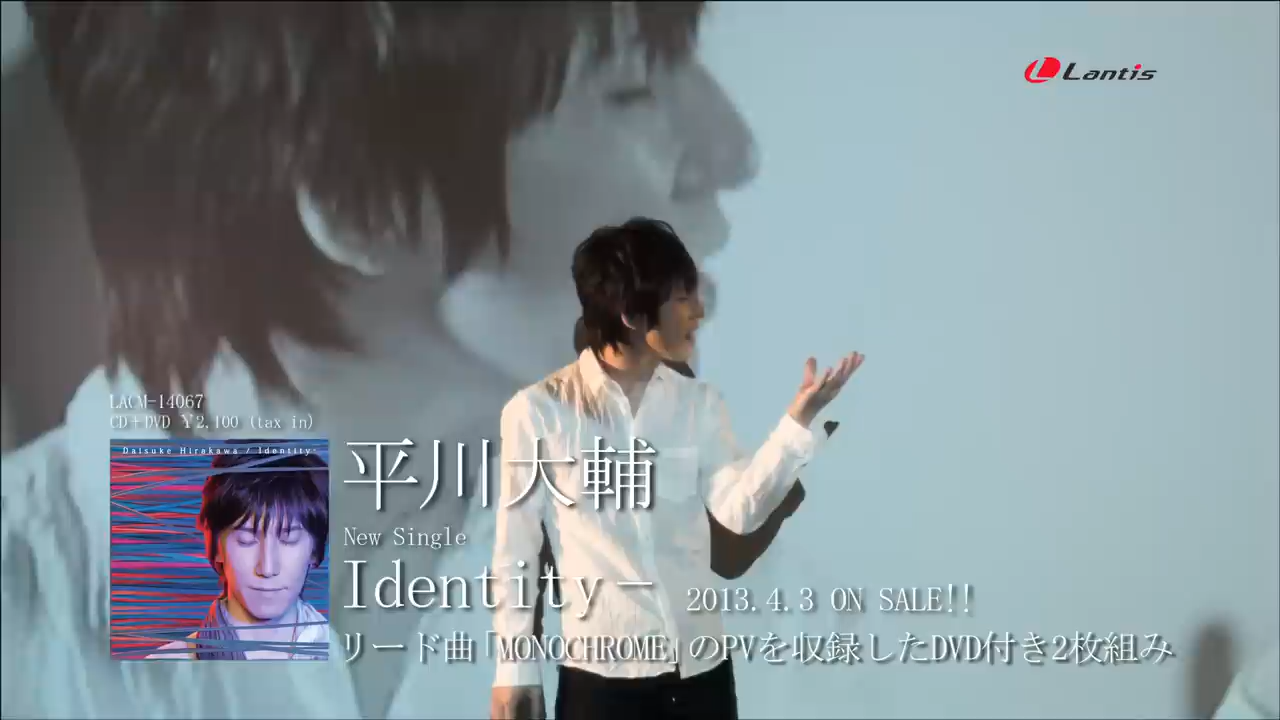 Lantis
LACM-14067
CD+DVD ¥2,100 (tax in)
Daisuke Hirakawa / Identity-
平川大輔
New Single
Identity-
2013.4.3 ON SALE!!
リード曲「MONOCHROME」のPVを収録したDVD付き2枚組み